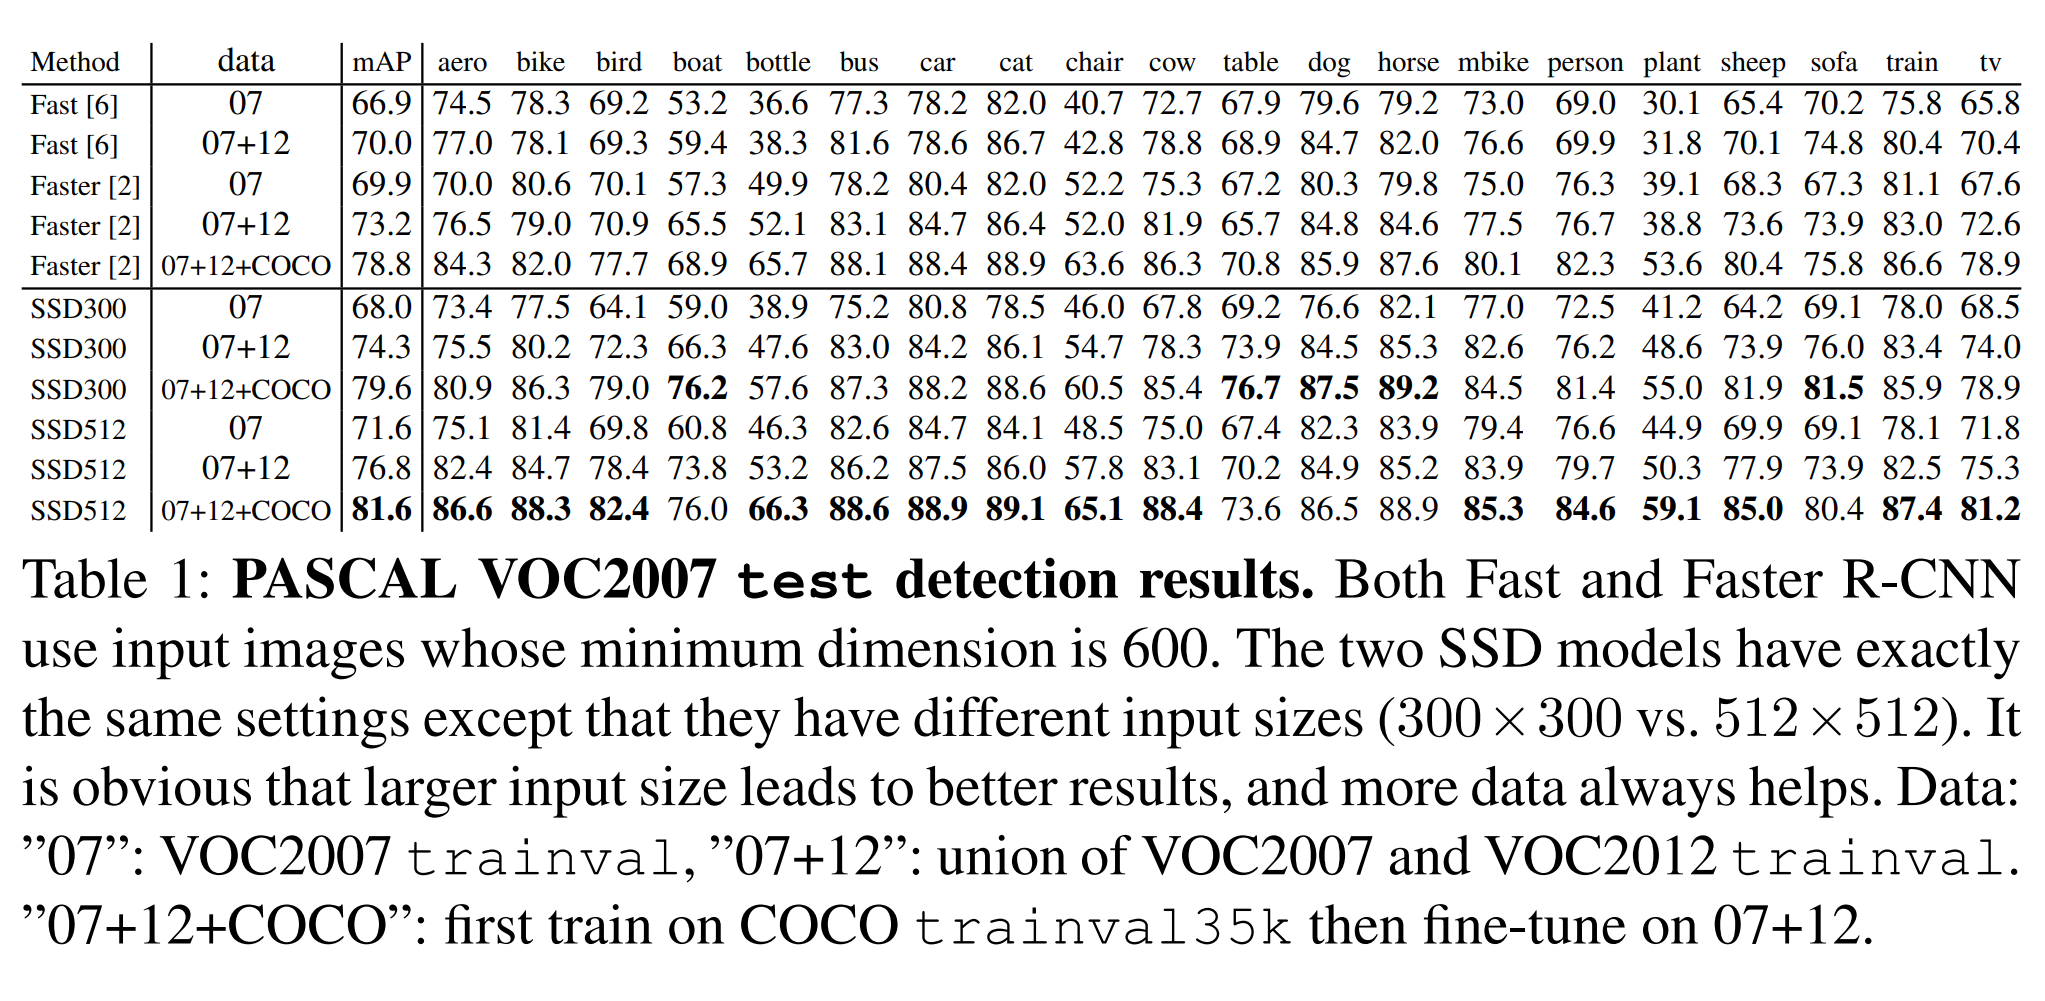 Method data mAP aero bike bird boat bottle bus car cat chair cow table dog horse mbike person plant sheep sofa train tv
Fast [6] 07 66.9 74.5 78.3 69.2 53.2 36.6 77.3 78.2 82.0 40.7 72.7 67.9 79.6 79.2 73.0 69.0 30.1 65.4 70.2 75.8 65.8
Fast [6] 07+12 70.0 77.0 78.1 69.3 59.4 38.3 81.6 78.6 86.7 42.8 78.8 68.9 84.7 82.0 76.6 69.9 31.8 70.1 74.8 80.4 70.4
Faster [2] 07 69.9 70.0 80.6 70.1 57.3 49.9 78.2 80.4 82.0 52.2 75.3 67.2 80.3 79.8 75.0 76.3 39.1 68.3 67.3 81.1 67.6
Faster [2] 07+12 73.2 76.5 79.0 70.9 65.5 52.1 83.1 84.7 86.4 52.0 81.9 65.7 84.8 84.6 77.5 76.7 38.8 73.6 73.9 83.0 72.6
Faster [2] 07+12+COCO 78.8 84.3 82.0 77.7 68.9 65.7 88.1 88.4 88.9 63.6 86.3 70.8 85.9 87.6 80.1 82.3 53.6 80.4 75.8 86.6 78.9
SSD300 07 68.0 73.4 77.5 64.1 59.0 38.9 75.2 80.8 78.5 46.0 67.8 69.2 76.6 82.1 77.0 72.5 41.2 64.2 69.1 78.0 68.5
SSD300 07+12 74.3 75.5 80.2 72.3 66.3 47.6 83.0 84.2 86.1 54.7 78.3 73.9 84.5 85.3 82.6 76.2 48.6 73.9 76.0 83.4 74.0
SSD300 07+12+COCO 79.6 80.9 86.3 79.0 76.2 57.6 87.3 88.2 88.6 60.5 85.4 76.7 87.5 89.2 84.5 81.4 55.0 81.9 81.5 85.9 78.9
SSD512 07 71.6 75.1 81.4 69.8 60.8 46.3 82.6 84.7 84.1 48.5 75.0 67.4 82.3 83.9 79.4 76.6 44.9 69.9 69.1 78.1 71.8
SSD512 07+12 76.8 82.4 84.7 78.4 73.8 53.2 86.2 87.5 86.0 57.8 83.1 70.2 84.9 85.2 83.9 79.7 50.3 77.9 73.9 82.5 75.3
SSD512 07+12+COCO 81.6 86.6 88.3 82.4 76.0 66.3 88.6 88.9 89.1 65.1 88.4 73.6 86.5 88.9 85.3 84.6 59.1 85.0 80.4 87.4 81.2
Table 1: PASCAL VOC2007 test detection results. Both Fast and Faster R-CNN
use input images whose minimum dimension is 600. The two SSD models have exactly
the same settings except that they have different input sizes (300×300 vs. 512×512). It
is obvious that larger input size leads to better results, and more data always helps. Data:
”07”: VOC2007 trainval, ”07+12”: union of VOC2007 and VOC2012 trainval.
”07+12+COCO”: first train on COCO trainval35k then fine-tune on 07+12.